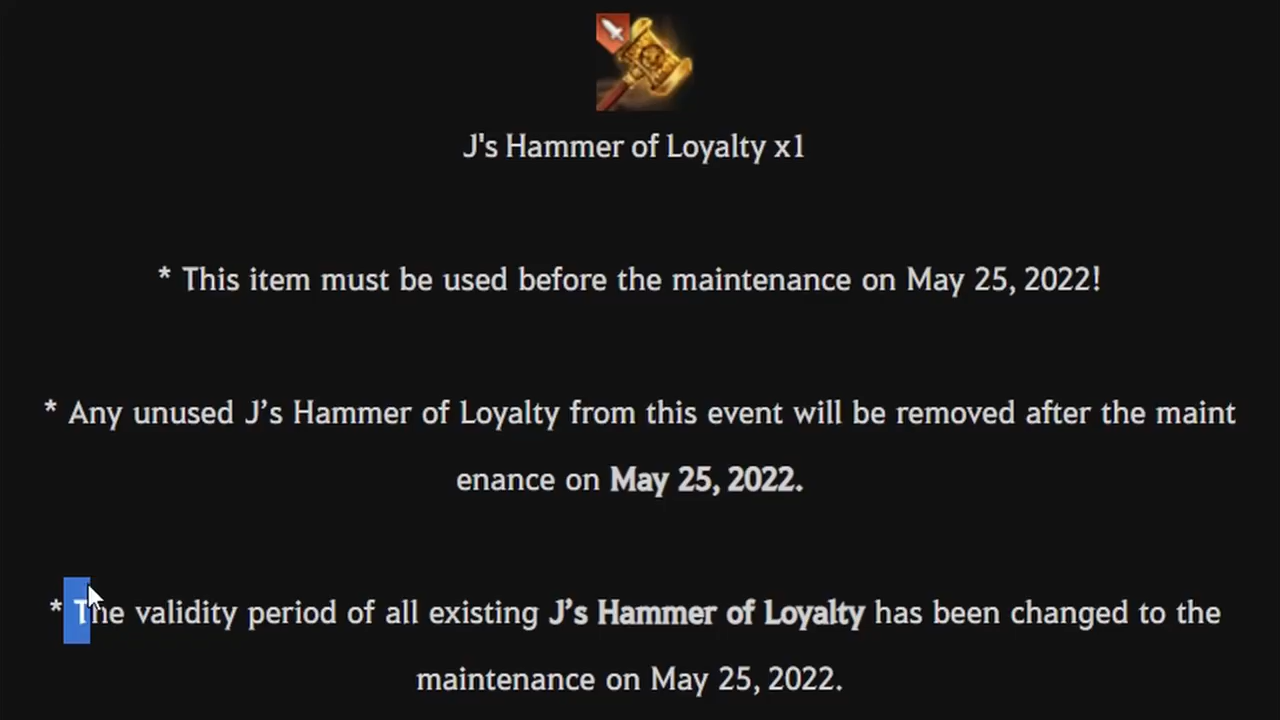 J's Hammer of Loyalty x1
* This item must be used before the maintenance on May 25, 2022!
* Any unused J’s Hammer of Loyalty from this event will be removed after the maint
enance on May 25, 2022.
* The validity period of all existing J’s Hammer of Loyalty has been changed to the
maintenance on May 25, 2022.